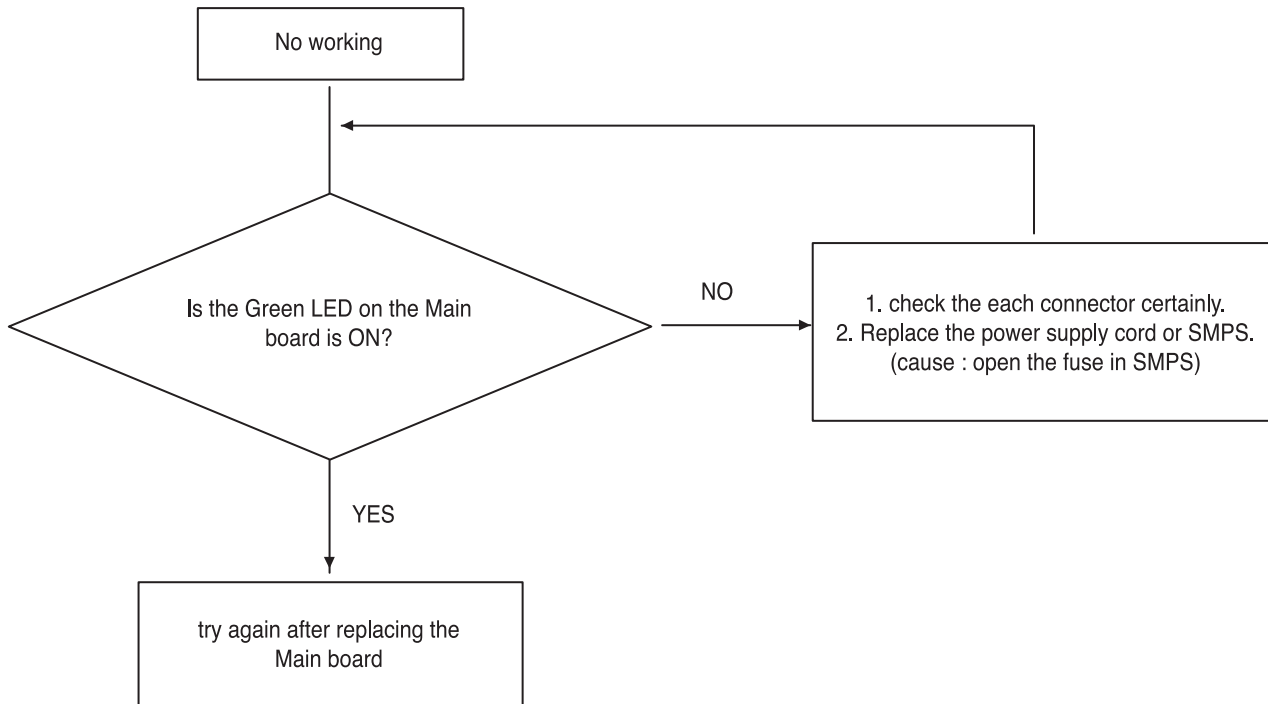 No working
Is the Green LED on the Main
board is ON?
NO
1. check the each connector certainly.
2. Replace the power supply cord or SMPS.
(cause : open the fuse in SMPS)
YES
try again after replacing the
Main board